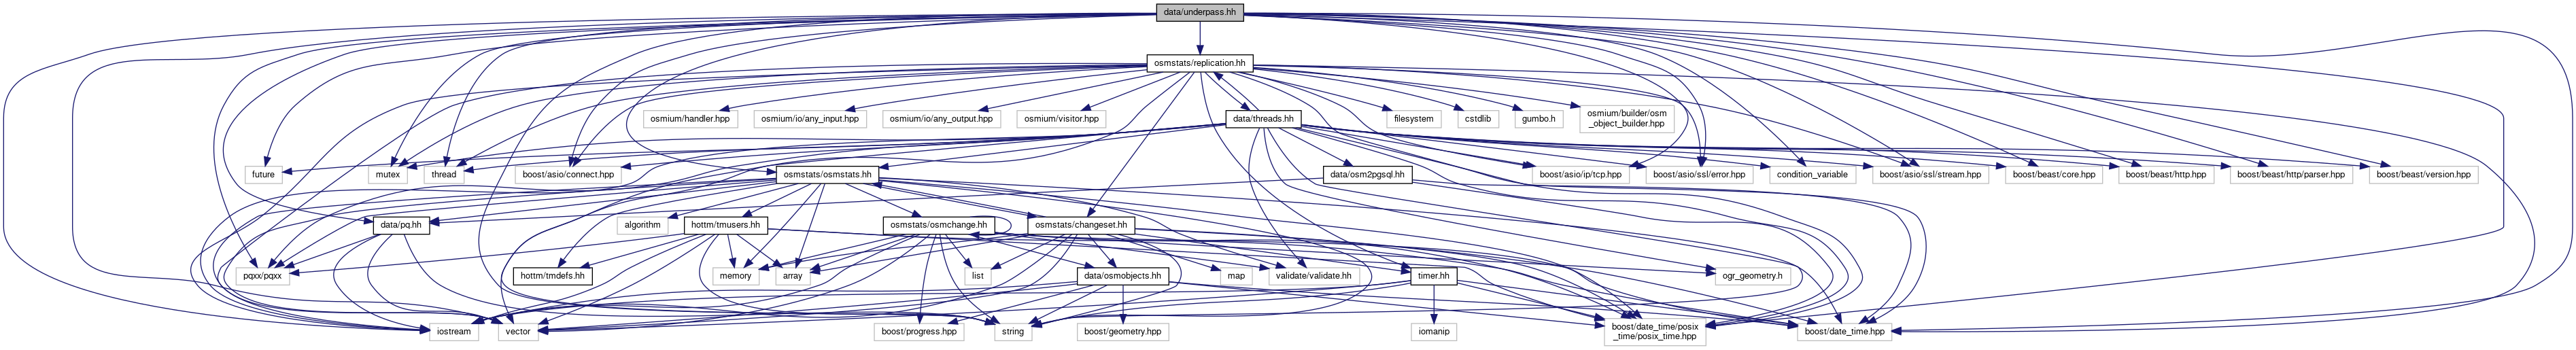 data/underpass.hh
osmstats/replication.hh
osmium/handler.hpp
osmium/io/any_input.hpp
osmium/io/any_output.hpp
osmium/visitor.hpp
data/threads.hh
filesystem
cstdlib
gumbo.h
osmium/builder/osm
_object_builder.hpp
future
mutex
thread
boost/asio/connect.hpp
osmstats/osmstats.hh
data/osm2pgsql.hh
boost/asio/ip/tcp.hpp
boost/asio/ssl/error.hpp
condition_variable
boost/asio/ssl/stream.hpp
boost/beast/core.hpp
boost/beast/http.hpp
boost/beast/http/parser.hpp
boost/beast/version.hpp
data/pq.hh
algorithm
hottm/tmusers.hh
osmstats/osmchange.hh
osmstats/changeset.hh
pqxx/pqxx
hottm/tmdefs.hh
memory
array
list
data/osmobjects.hh
map
validate/validate.hh
timer.hh
ogr_geometry.h
iostream
vector
boost/progress.hpp
string
boost/geometry.hpp
iomanip
boost/date_time/posix
_time/posix_time.hpp
boost/date_time.hpp